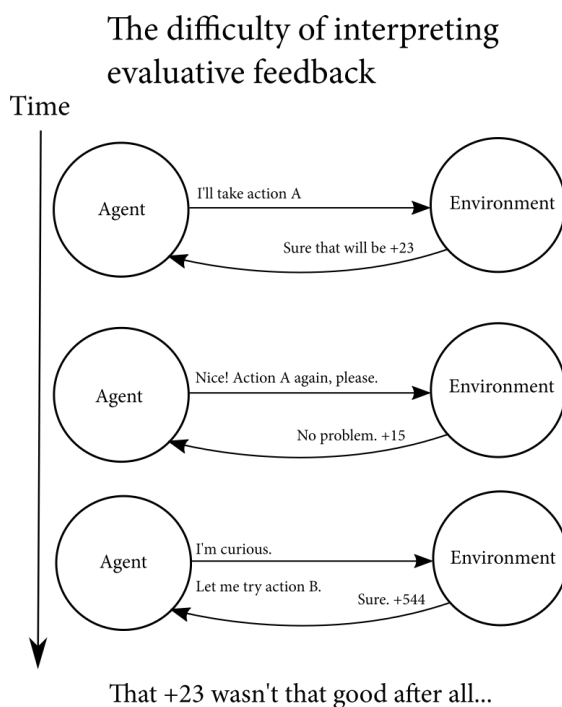 The difficulty of interpreting
evaluative feedback
Time
Agent
I'll take action A
Environment
Sure that will be +23
Agent
Nice! Action A again, please.
Environment
No problem. +15
Agent
I'm curious.
Let me try action B.
Environment
Sure. +544
That +23 wasn't that good after all...